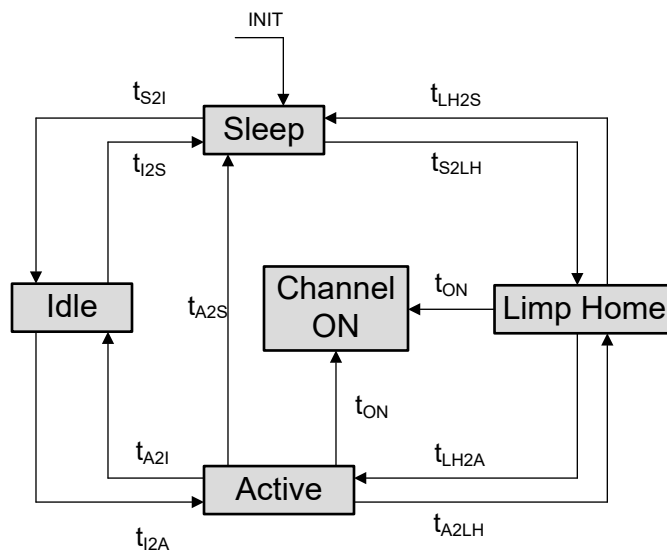 INIT
tS2I
tLH2S
Sleep
tI2S
tS2LH
Channel
ON
tON
Idle
tA2S
Limp Home
tON
tA2I
tLH2A
Active
tI2A
tA2LH